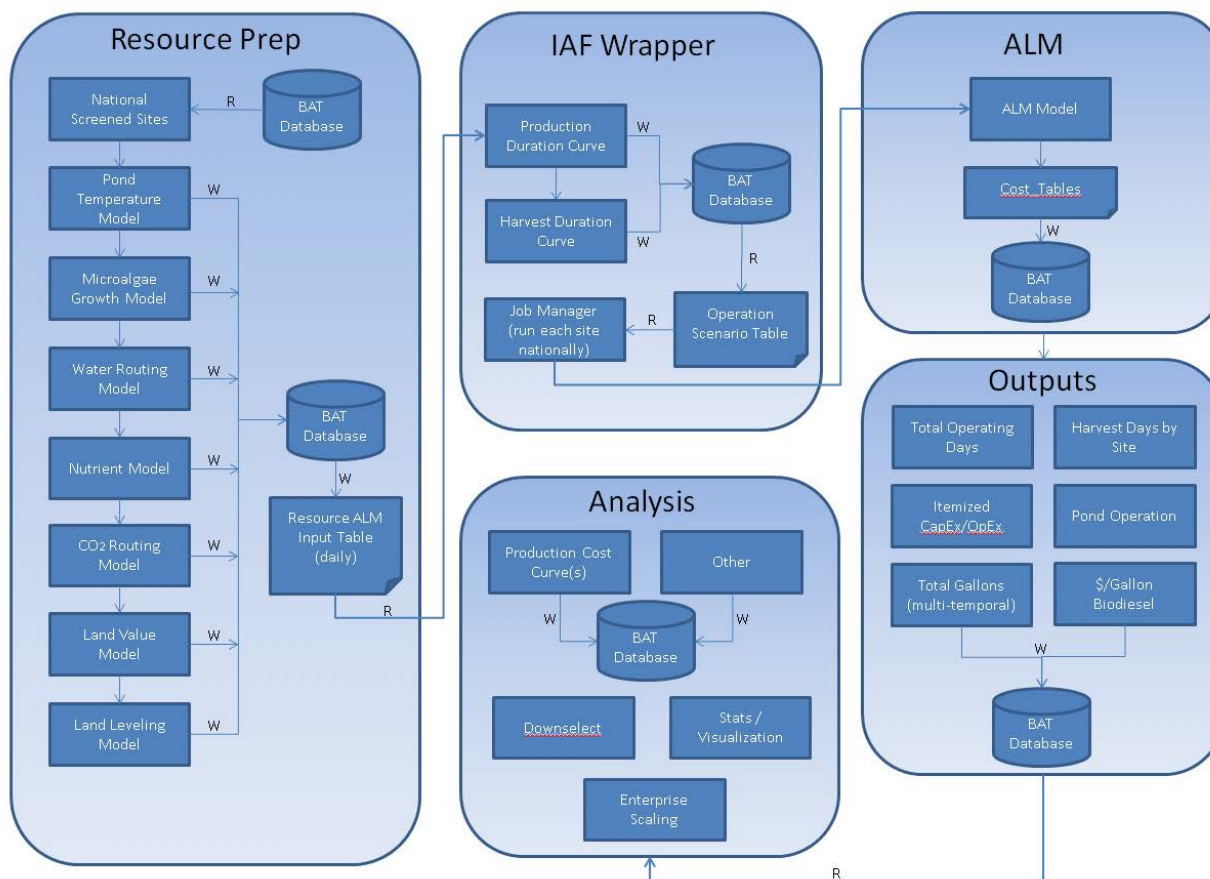 Resource Prep
National
Screened Sites
R
BAT
Database
Pond
Temperature
Model
W
Microalgae
Growth Model
W
Water Routing
Model
W
Nutrient Model
W
CO2 Routing
Model
W
Land Value
Model
W
Land Leveling
Model
W
BAT
Database
W
Resource ALM
Input Table
(daily)
R
IAF Wrapper
Production
Duration Curve
W
Harvest Duration
Curve
W
BAT
Database
R
Operation
Scenario Table
R
Job Manager
(run each site
nationally)
ALM
ALM Model
Cost Tables
W
BAT
Database
Outputs
Total Operating
Days
Harvest Days by
Site
Itemized
CapEx/OpEx
Pond Operation
Total Gallons
(multi-temporal)
$/Gallon
Biodiesel
W
BAT
Database
R
Analysis
Production Cost
Curve(s)
Other
W
W
BAT
Database
Downselect
Stats /
Visualization
Enterprise
Scaling